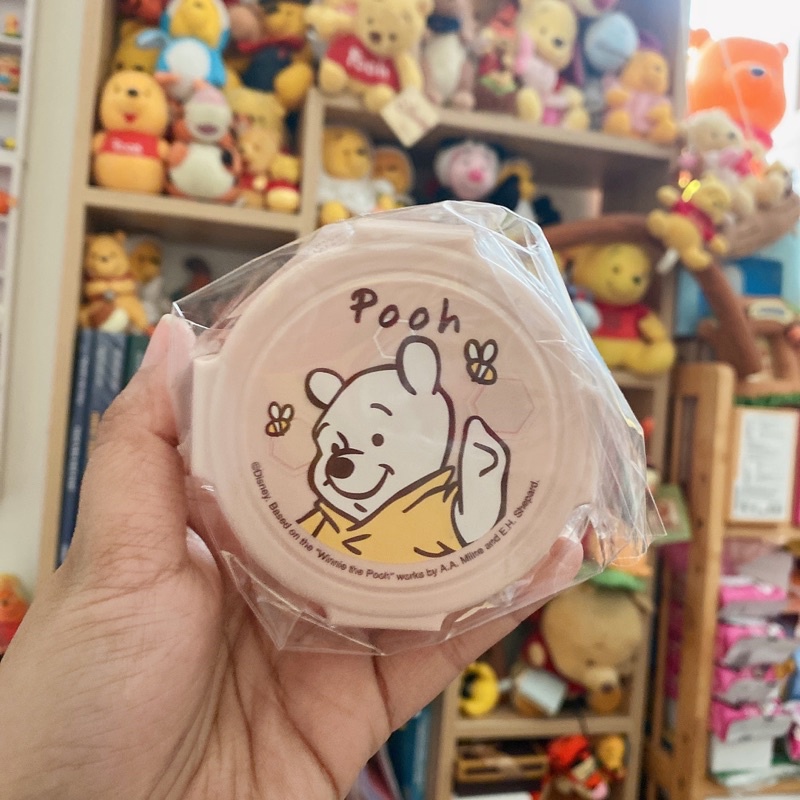 Pooh
Pooh
©Disney. Based on the "Winnie the Pooh" works by A.A. Milne and E.H. Shepard.